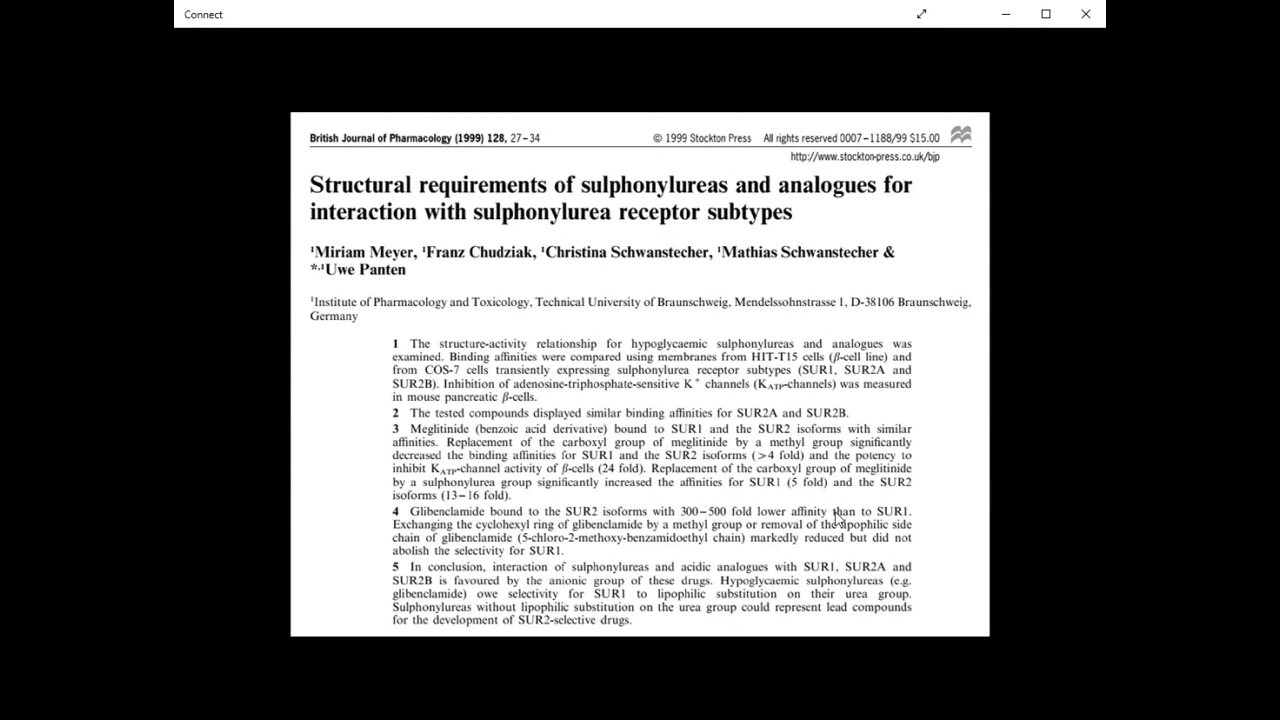 Connect
British Journal of Pharmacology (1999) 128, 27–34
© 1999 Stockton Press All rights reserved 0007–1188/99 $15.00
http://www.stockton-press.co.uk/bjp
Structural requirements of sulphonylureas and analogues for
interaction with sulphonylurea receptor subtypes
¹Miriam Meyer, ¹Franz Chudziak, ¹Christina Schwanstecher, ¹Mathias Schwanstecher &
*,¹Uwe Panten
¹Institute of Pharmacology and Toxicology, Technical University of Braunschweig, Mendelssohnstrasse 1, D-38106 Braunschweig,
Germany
1 The structure-activity relationship for hypoglycaemic sulphonylureas and analogues was
examined. Binding affinities were compared using membranes from HIT-T15 cells (β-cell line) and
from COS-7 cells transiently expressing sulphonylurea receptor subtypes (SUR1, SUR2A and
SUR2B). Inhibition of adenosine-triphosphate-sensitive K⁺ channels (KATP-channels) was measured
in mouse pancreatic β-cells.
2 The tested compounds displayed similar binding affinities for SUR2A and SUR2B.
3 Meglitinide (benzoic acid derivative) bound to SUR1 and the SUR2 isoforms with similar
affinities. Replacement of the carboxyl group of meglitinide by a methyl group significantly
decreased the binding affinities for SUR1 and the SUR2 isoforms (>4 fold) and the potency to
inhibit KATP-channel activity of β-cells (24 fold). Replacement of the carboxyl group of meglitinide
by a sulphonylurea group significantly increased the affinities for SUR1 (5 fold) and the SUR2
isoforms (13–16 fold).
4 Glibenclamide bound to the SUR2 isoforms with 300–500 fold lower affinity than to SUR1.
Exchanging the cyclohexyl ring of glibenclamide by a methyl group or removal of the lipophilic side
chain of glibenclamide (5-chloro-2-methoxy-benzamidoethyl chain) markedly reduced but did not
abolish the selectivity for SUR1.
5 In conclusion, interaction of sulphonylureas and acidic analogues with SUR1, SUR2A and
SUR2B is favoured by the anionic group of these drugs. Hypoglycaemic sulphonylureas (e.g.
glibenclamide) owe selectivity for SUR1 to lipophilic substitution on their urea group.
Sulphonylureas without lipophilic substitution on the urea group could represent lead compounds
for the development of SUR2-selective drugs.